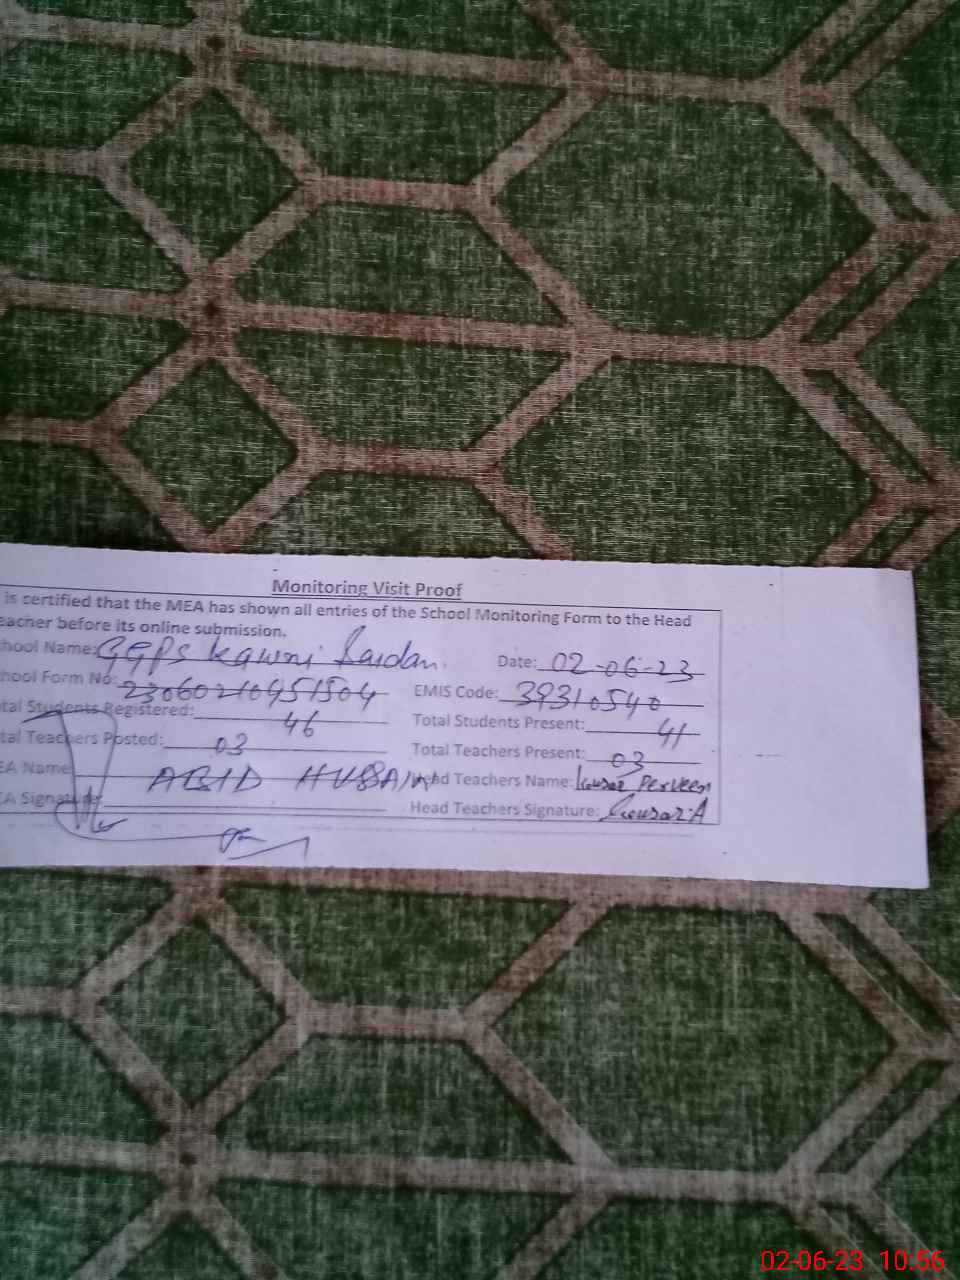 Monitoring Visit Proof
is certified that the MEA has shown all entries of the School Monitoring Form to the Head
eacher before its online submission.
hool Name: GGPS Kawni Saidan. Date: 02-06-23
hool Form No: 23060210951504 EMIS Code: 39310540
tal Students Registered: 46 Total Students Present: 41
tal Teachers Posted: 03 Total Teachers Present: 03
EA Name ABID HUSSAIN Head Teachers Name: Kousar Perveen
EA Signature: Head Teachers Signature: Kousar.A
02-06-23 10:56